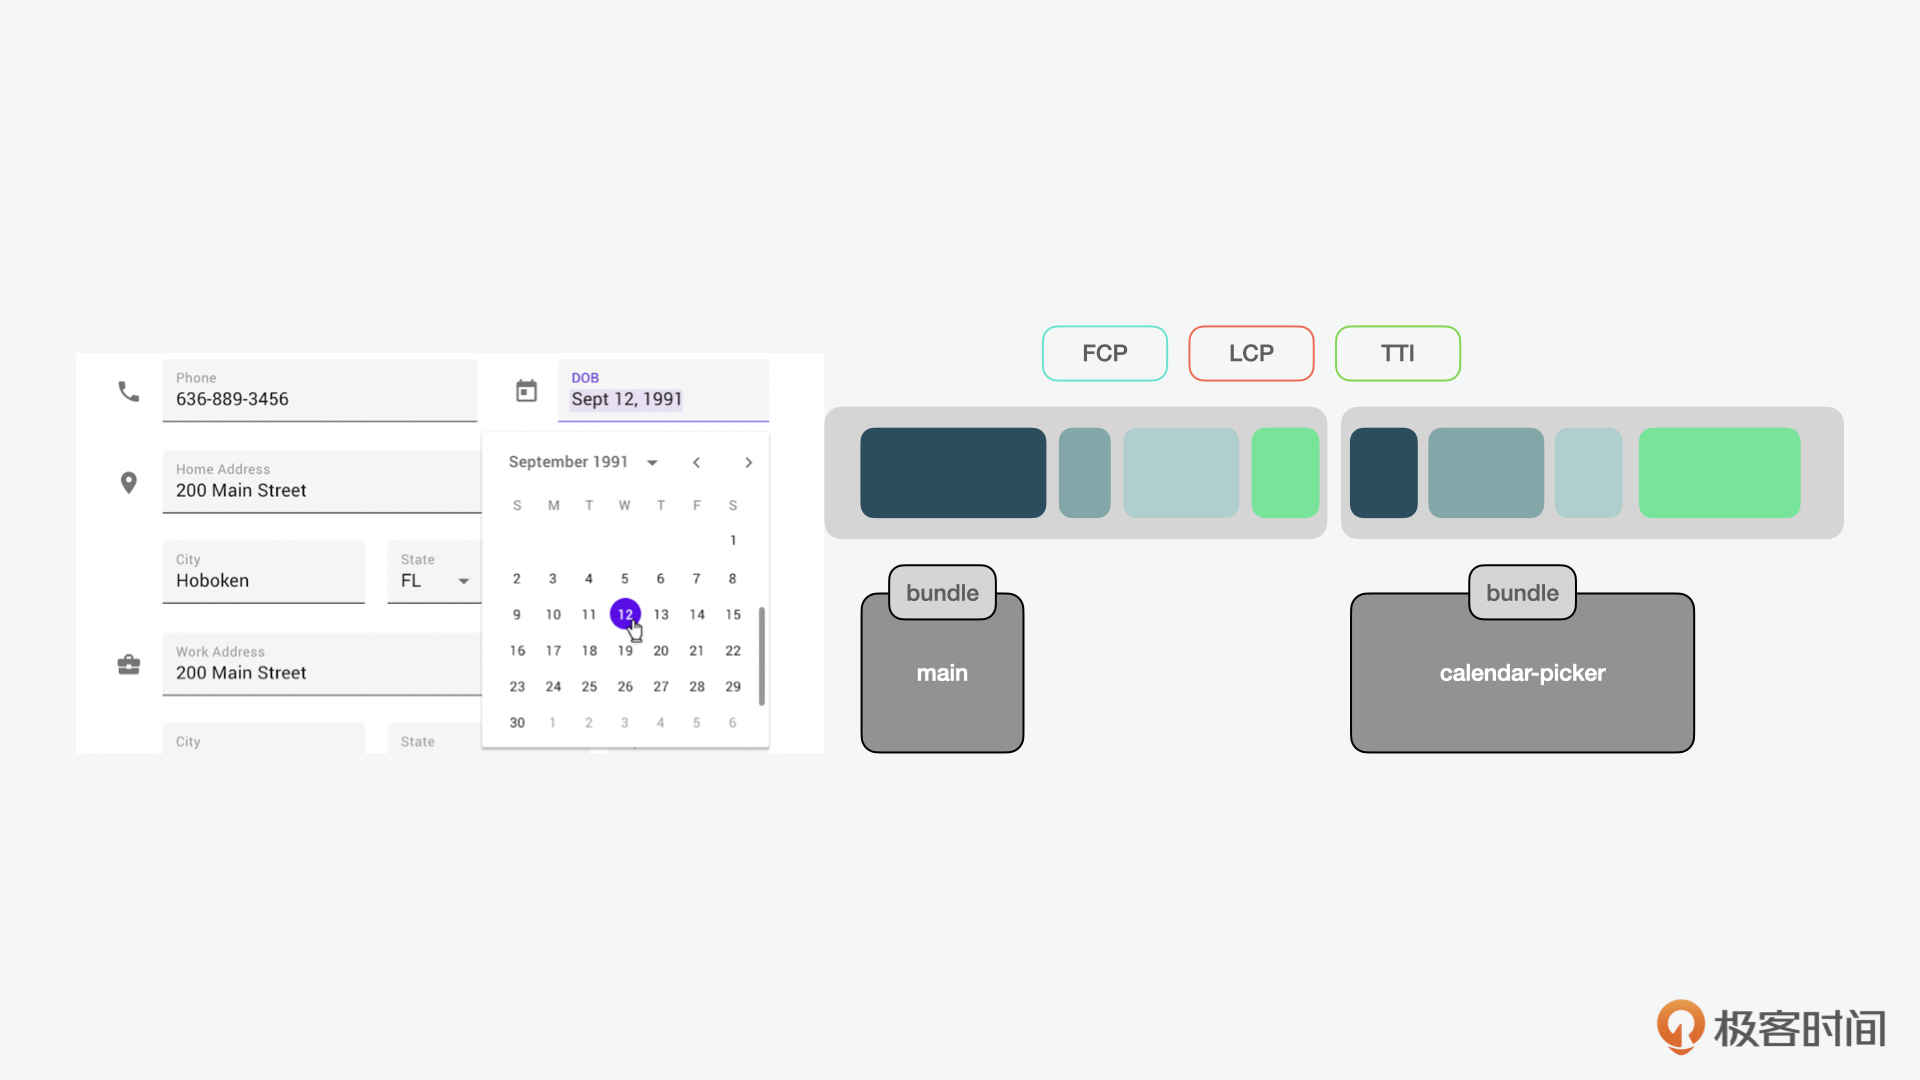 Phone
636-889-3456
DOB
Sept 12, 1991
Home Address
200 Main Street
City
Hoboken
State
FL
Work Address
200 Main Street
City
State
September 1991
S M T W T F S
1
2 3 4 5 6 7 8
9 10 11 12 13 14 15
16 17 18 19 20 21 22
23 24 25 26 27 28 29
30 1 2 3 4 5 6
FCP
LCP
TTI
bundle
main
bundle
calendar-picker
极客时间